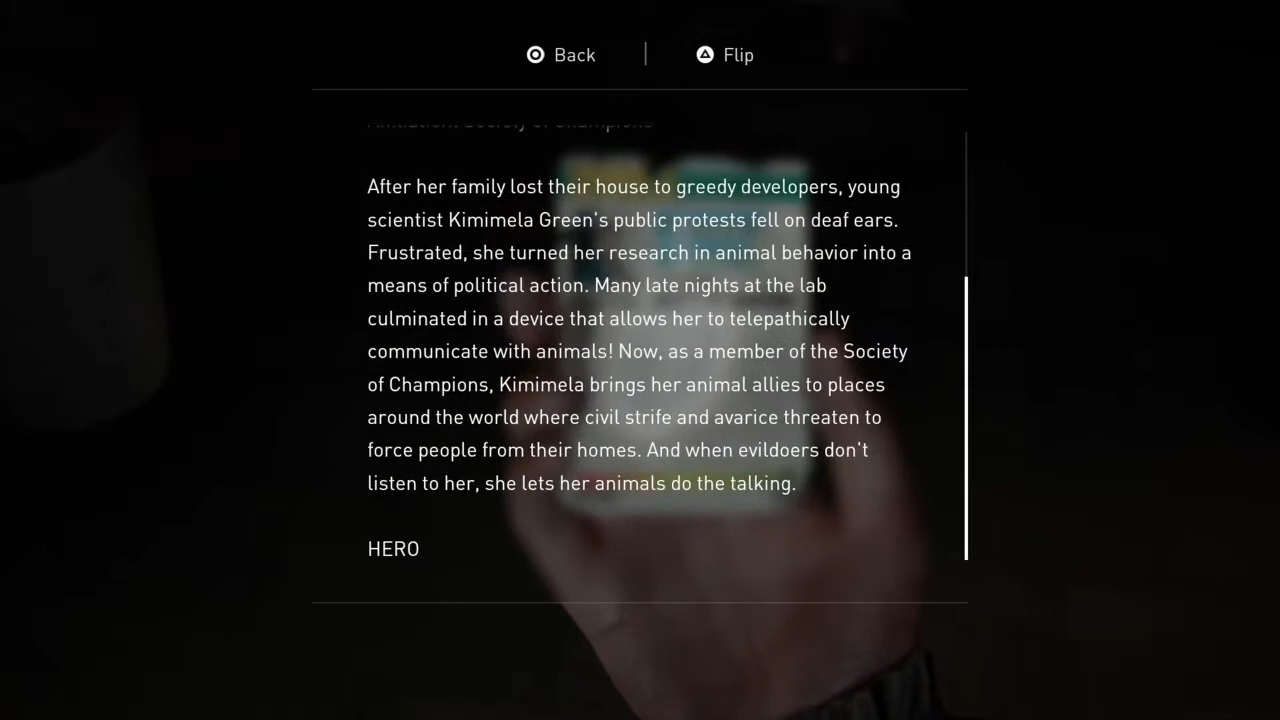 Back | Flip
Affiliation: Society of Champions
After her family lost their house to greedy developers, young
scientist Kimimela Green's public protests fell on deaf ears.
Frustrated, she turned her research in animal behavior into a
means of political action. Many late nights at the lab
culminated in a device that allows her to telepathically
communicate with animals! Now, as a member of the Society
of Champions, Kimimela brings her animal allies to places
around the world where civil strife and avarice threaten to
force people from their homes. And when evildoers don't
listen to her, she lets her animals do the talking.
HERO